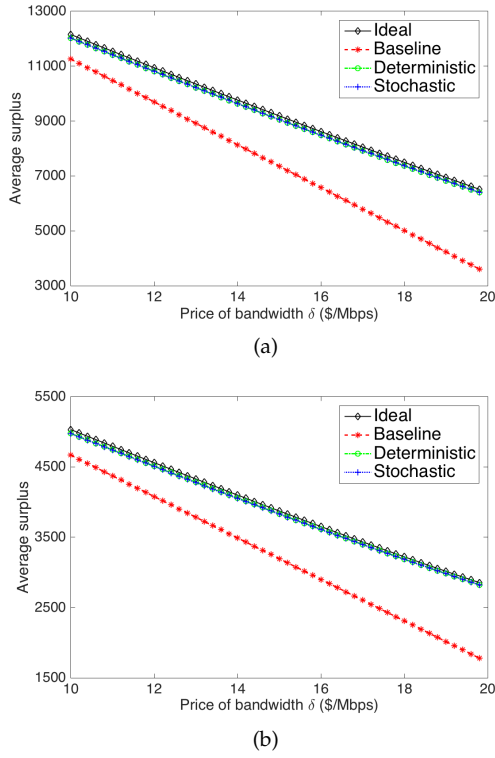 13000
11000
9000
7000
5000
3000
Average surplus
Ideal
Baseline
Deterministic
Stochastic
10 12 14 16 18 20
Price of bandwidth δ ($/Mbps)
(a)
5500
4500
3500
2500
1500
Average surplus
Ideal
Baseline
Deterministic
Stochastic
10 12 14 16 18 20
Price of bandwidth δ ($/Mbps)
(b)